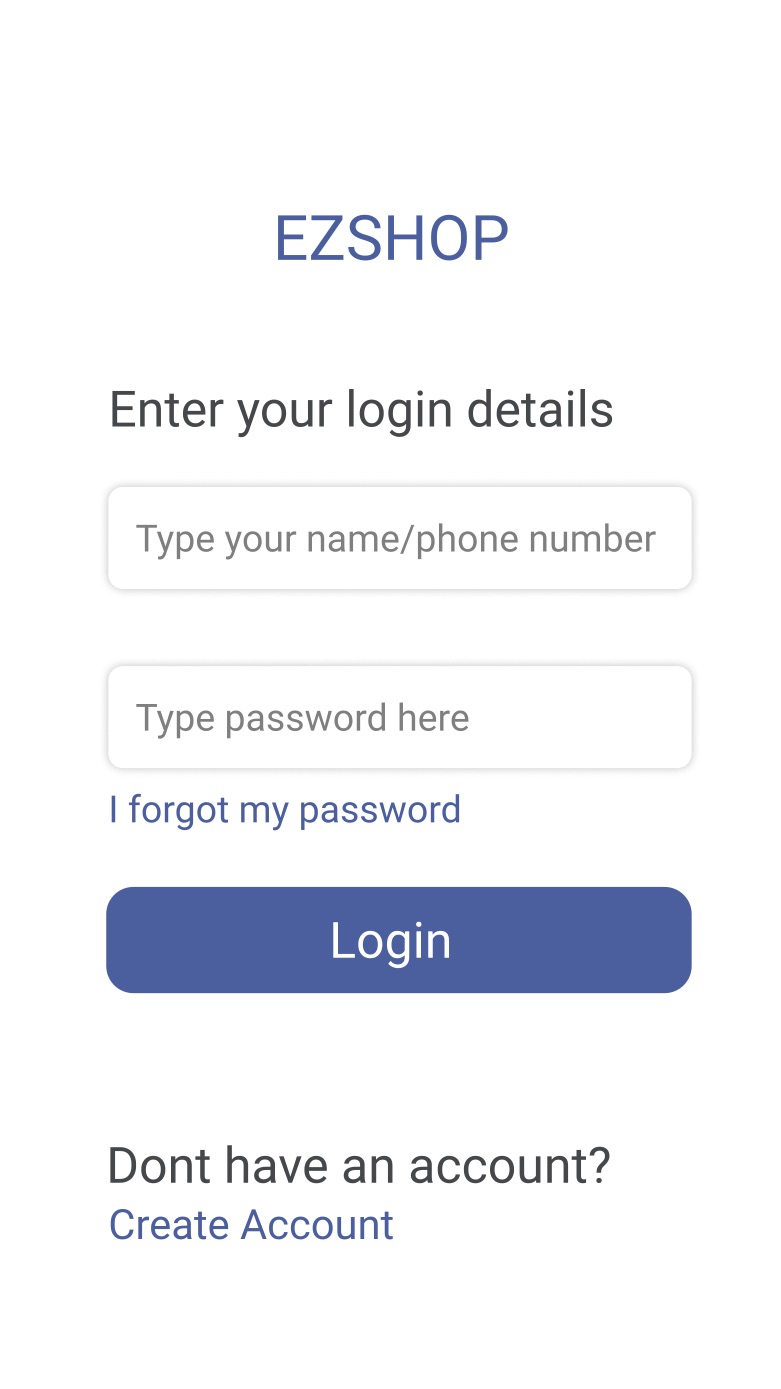 EZSHOP
Enter your login details
Type your name/phone number
Type password here
I forgot my password
Login
Dont have an account?
Create Account